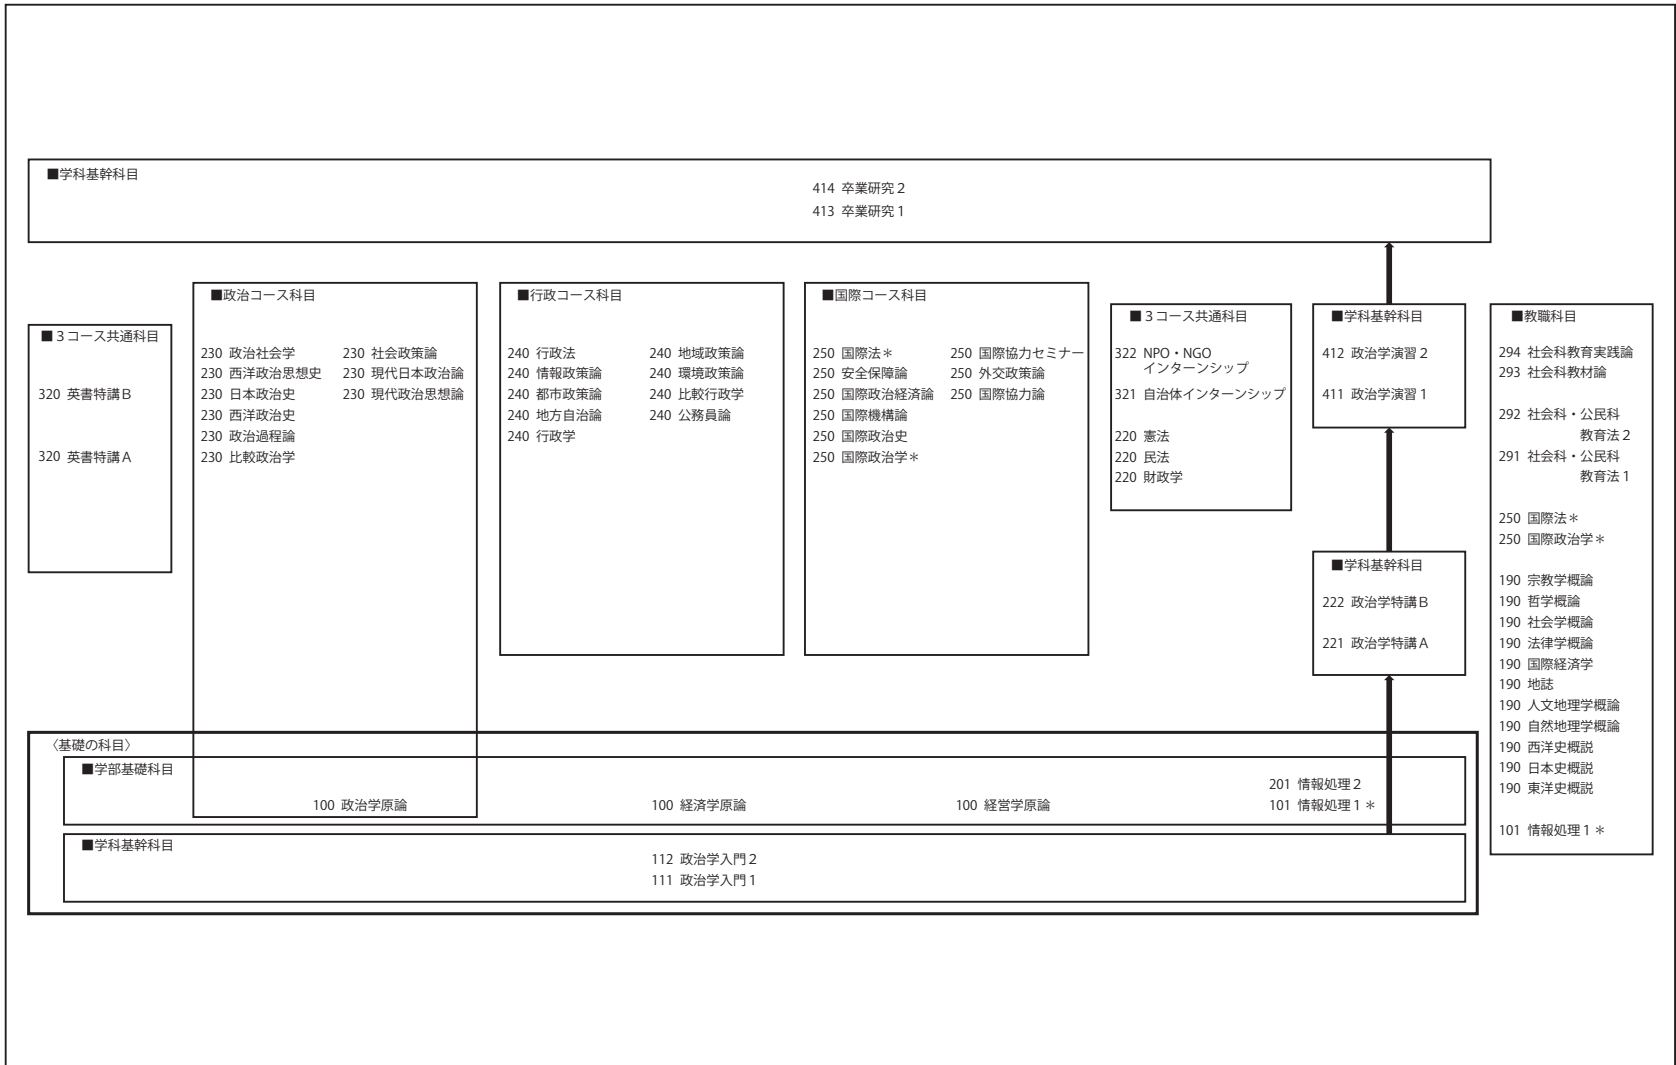 ■学科基幹科目
414 卒業研究２
413 卒業研究１
■３コース共通科目
320 英書特講Ｂ
320 英書特講Ａ
■政治コース科目
230 政治社会学
230 西洋政治思想史
230 日本政治史
230 西洋政治史
230 政治過程論
230 比較政治学
230 社会政策論
230 現代日本政治論
230 現代政治思想論
■行政コース科目
240 行政法
240 情報政策論
240 都市政策論
240 地方自治論
240 行政学
240 地域政策論
240 環境政策論
240 比較行政学
240 公務員論
■国際コース科目
250 国際法＊
250 安全保障論
250 国際政治経済論
250 国際機構論
250 国際政治史
250 国際政治学＊
250 国際協力セミナー
250 外交政策論
250 国際協力論
■３コース共通科目
322 NPO・NGO
インターンシップ
321 自治体インターンシップ
220 憲法
220 民法
220 財政学
■学科基幹科目
412 政治学演習２
411 政治学演習１
■学科基幹科目
222 政治学特講Ｂ
221 政治学特講Ａ
■教職科目
294 社会科教育実践論
293 社会科教材論
292 社会科・公民科
教育法２
291 社会科・公民科
教育法１
250 国際法＊
250 国際政治学＊
190 宗教学概論
190 哲学概論
190 社会学概論
190 法律学概論
190 国際経済学
190 地誌
190 人文地理学概論
190 自然地理学概論
190 西洋史概説
190 日本史概説
190 東洋史概説
101 情報処理１＊
〈基礎の科目〉
■学部基礎科目
201 情報処理２
100 政治学原論
100 経済学原論
100 経営学原論
101 情報処理１＊
■学科基幹科目
112 政治学入門２
111 政治学入門１